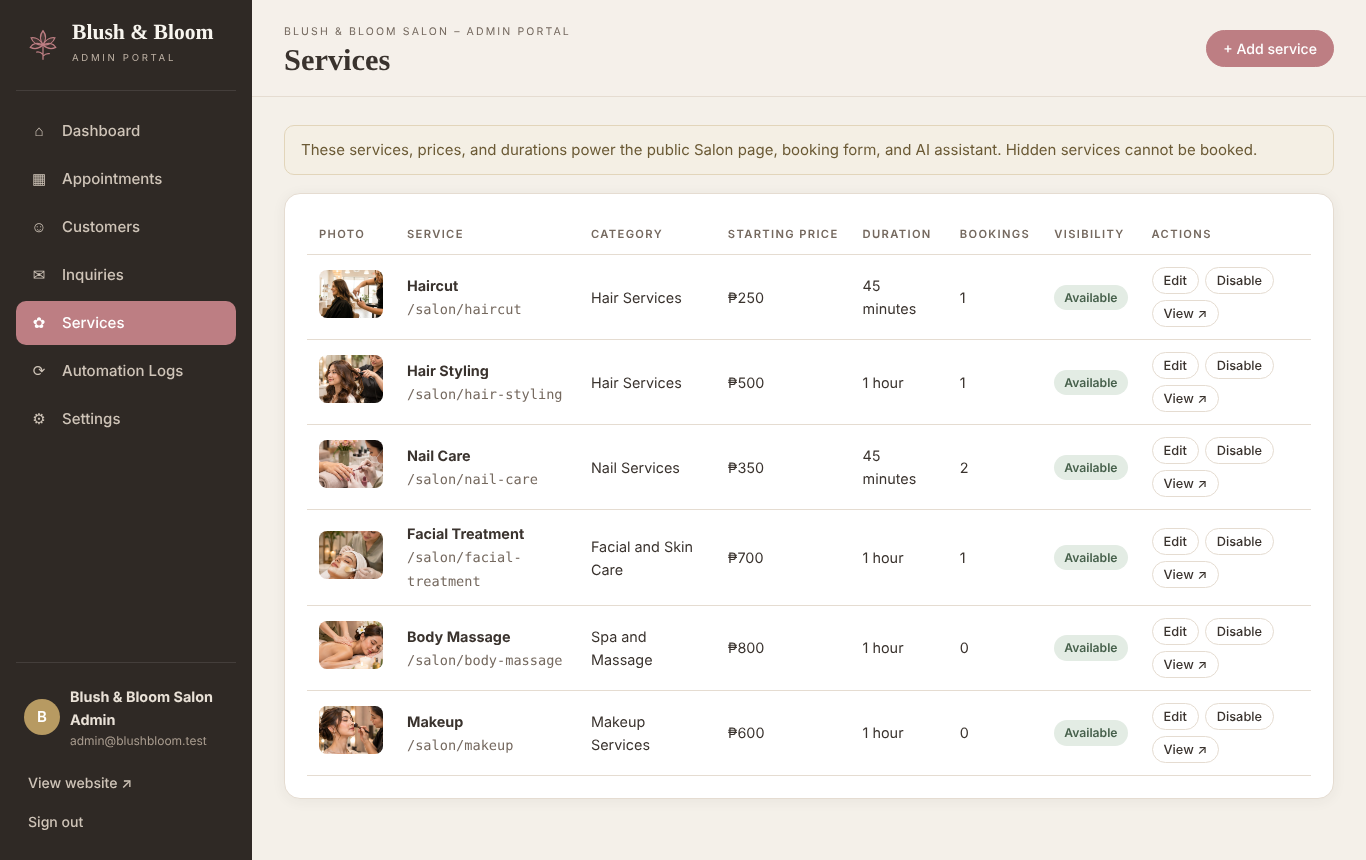 Blush & Bloom
ADMIN PORTAL
Dashboard
Appointments
Customers
Inquiries
Services
Automation Logs
Settings
B
Blush & Bloom Salon
Admin
admin@blushbloom.test
View website ↗
Sign out
BLUSH & BLOOM SALON – ADMIN PORTAL
Services
+ Add service
These services, prices, and durations power the public Salon page, booking form, and AI assistant. Hidden services cannot be booked.
PHOTO SERVICE CATEGORY STARTING PRICE DURATION BOOKINGS VISIBILITY ACTIONS
Haircut
/salon/haircut
Hair Services
₱250
45
minutes
1
Available
Edit Disable
View ↗
Hair Styling
/salon/hair-styling
Hair Services
₱500
1 hour
1
Available
Edit Disable
View ↗
Nail Care
/salon/nail-care
Nail Services
₱350
45
minutes
2
Available
Edit Disable
View ↗
Facial Treatment
/salon/facial-
treatment
Facial and Skin
Care
₱700
1 hour
1
Available
Edit Disable
View ↗
Body Massage
/salon/body-massage
Spa and
Massage
₱800
1 hour
0
Available
Edit Disable
View ↗
Makeup
/salon/makeup
Makeup
Services
₱600
1 hour
0
Available
Edit Disable
View ↗